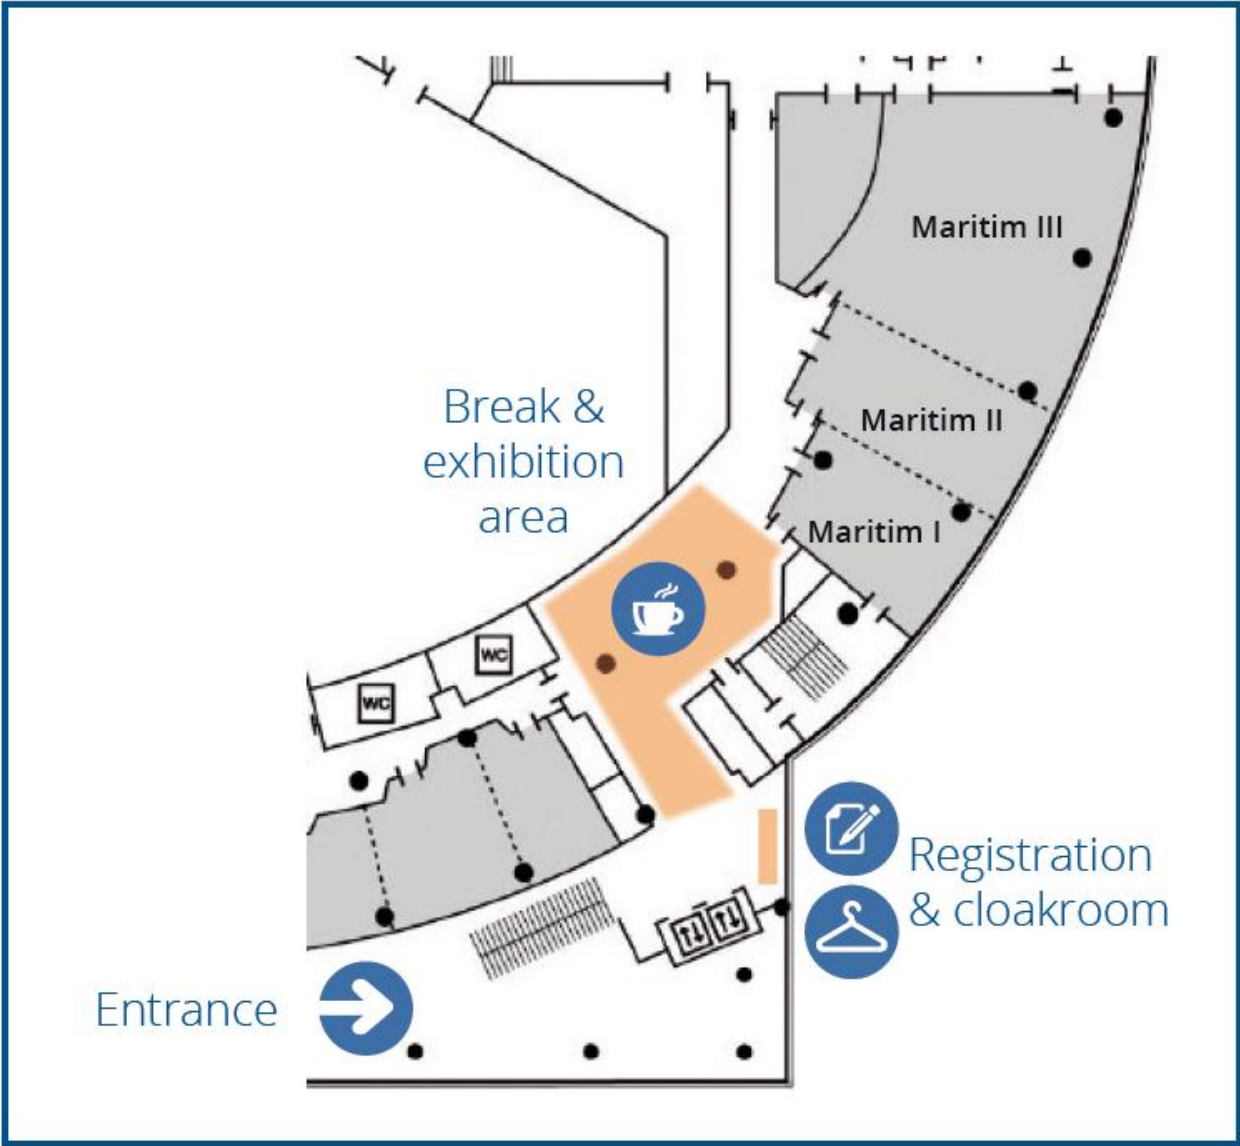 Maritim III
Maritim II
Maritim I
Break &
exhibition
area
WC
WC
Registration
& cloakroom
Entrance